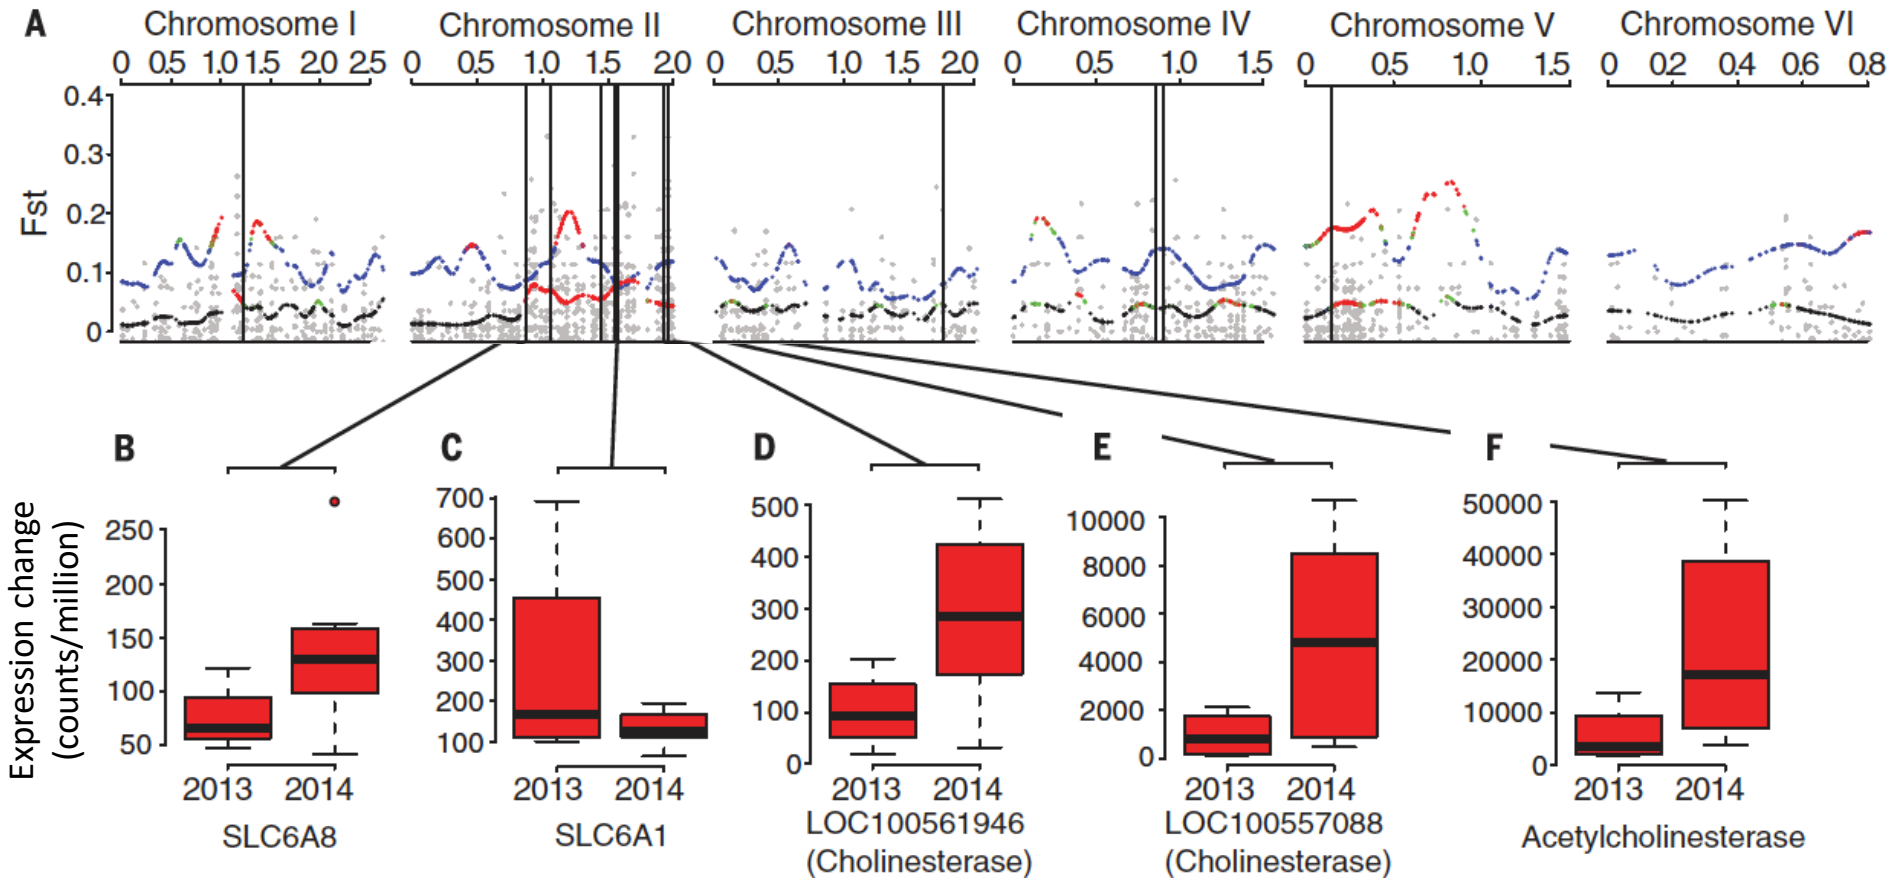 A
Chromosome I
Chromosome II
Chromosome III
Chromosome IV
Chromosome V
Chromosome VI
0 0.5 1.0 1.5 2.0 2.5
0 0.5 1.0 1.5 2.0
0 0.5 1.0 1.5 2.0
0 0.5 1.0 1.5
0 0.5 1.0 1.5
0 0.2 0.4 0.6 0.8
Fst
0.4
0.3
0.2
0.1
0
B
Expression change
(counts/million)
250
200
150
100
50
2013 2014
SLC6A8
C
700
600
500
400
300
200
100
2013 2014
SLC6A1
D
500
400
300
200
100
0
2013 2014
LOC100561946
(Cholinesterase)
E
10000
8000
6000
4000
2000
0
2013 2014
LOC100557088
(Cholinesterase)
F
50000
40000
30000
20000
10000
0
2013 2014
Acetylcholinesterase